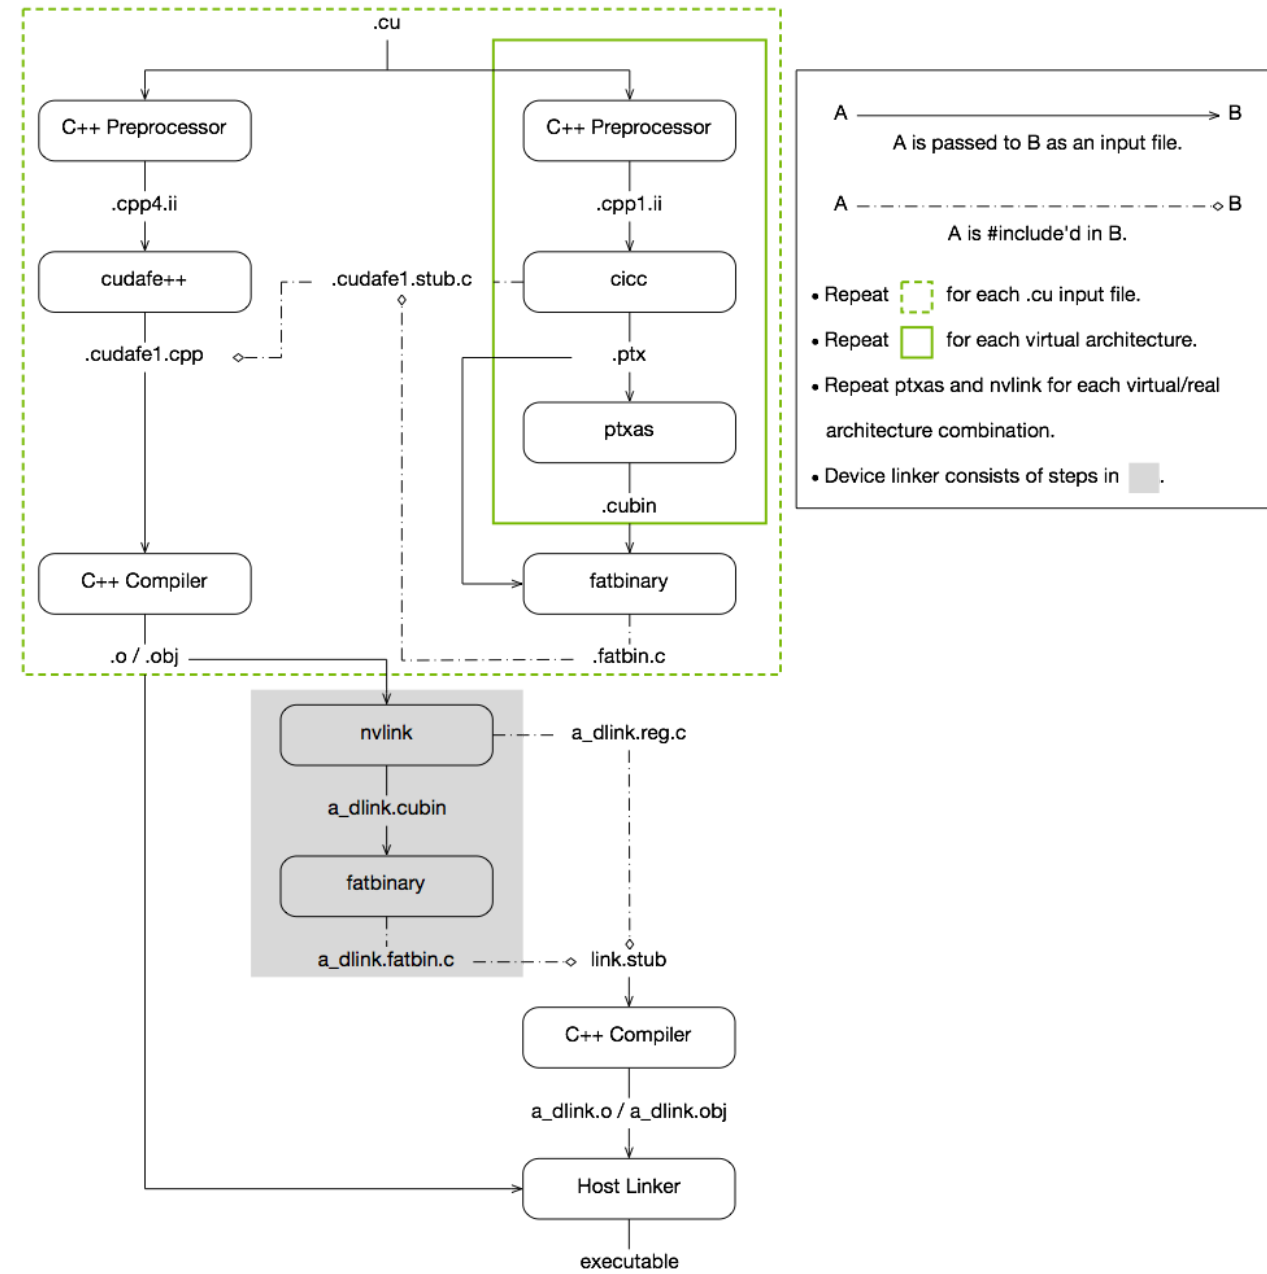 .cu
C++ Preprocessor
C++ Preprocessor
.cpp4.ii
.cpp1.ii
cudafe++
.cudafe1.stub.c
cicc
.cudafe1.cpp
.ptx
ptxas
.cubin
C++ Compiler
fatbinary
.o / .obj
.fatbin.c
nvlink
a_dlink.reg.c
a_dlink.cubin
fatbinary
a_dlink.fatbin.c
link.stub
C++ Compiler
a_dlink.o / a_dlink.obj
Host Linker
executable
A B
A is passed to B as an input file.
A B
A is #include'd in B.
• Repeat for each .cu input file.
• Repeat for each virtual architecture.
• Repeat ptxas and nvlink for each virtual/real
architecture combination.
• Device linker consists of steps in .